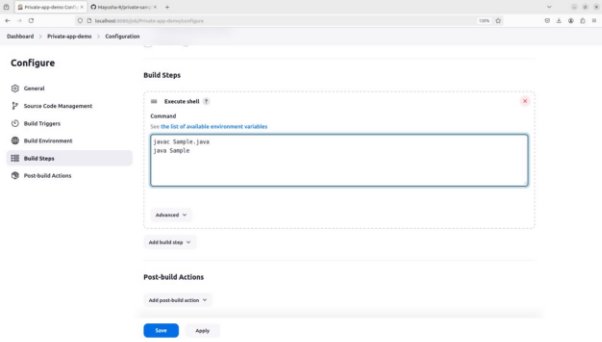 Private-app-demo Config
Mayusha-K/private-sam
localhost:8080/job/Private-app-demo/configure
120%
Dashboard > Private-app-demo > Configuration
Configure
General
Source Code Management
Build Triggers
Build Environment
Build Steps
Post-build Actions
Build Steps
Execute shell ?
Command
See the list of available environment variables
javac Sample.java
java Sample
Advanced
Add build step
Post-build Actions
Add post-build action
Save
Apply